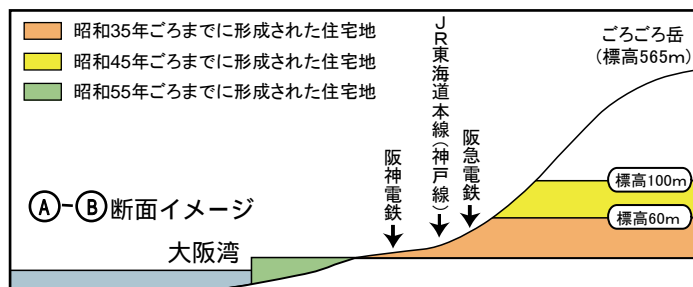 昭和35年ごろまでに形成された住宅地
昭和45年ごろまでに形成された住宅地
昭和55年ごろまでに形成された住宅地
ごろごろ岳
(標高565m)
JR東海道本線(神戸線)
阪急電鉄
阪神電鉄
標高100m
標高60m
Ⓐ-Ⓑ断面イメージ
大阪湾